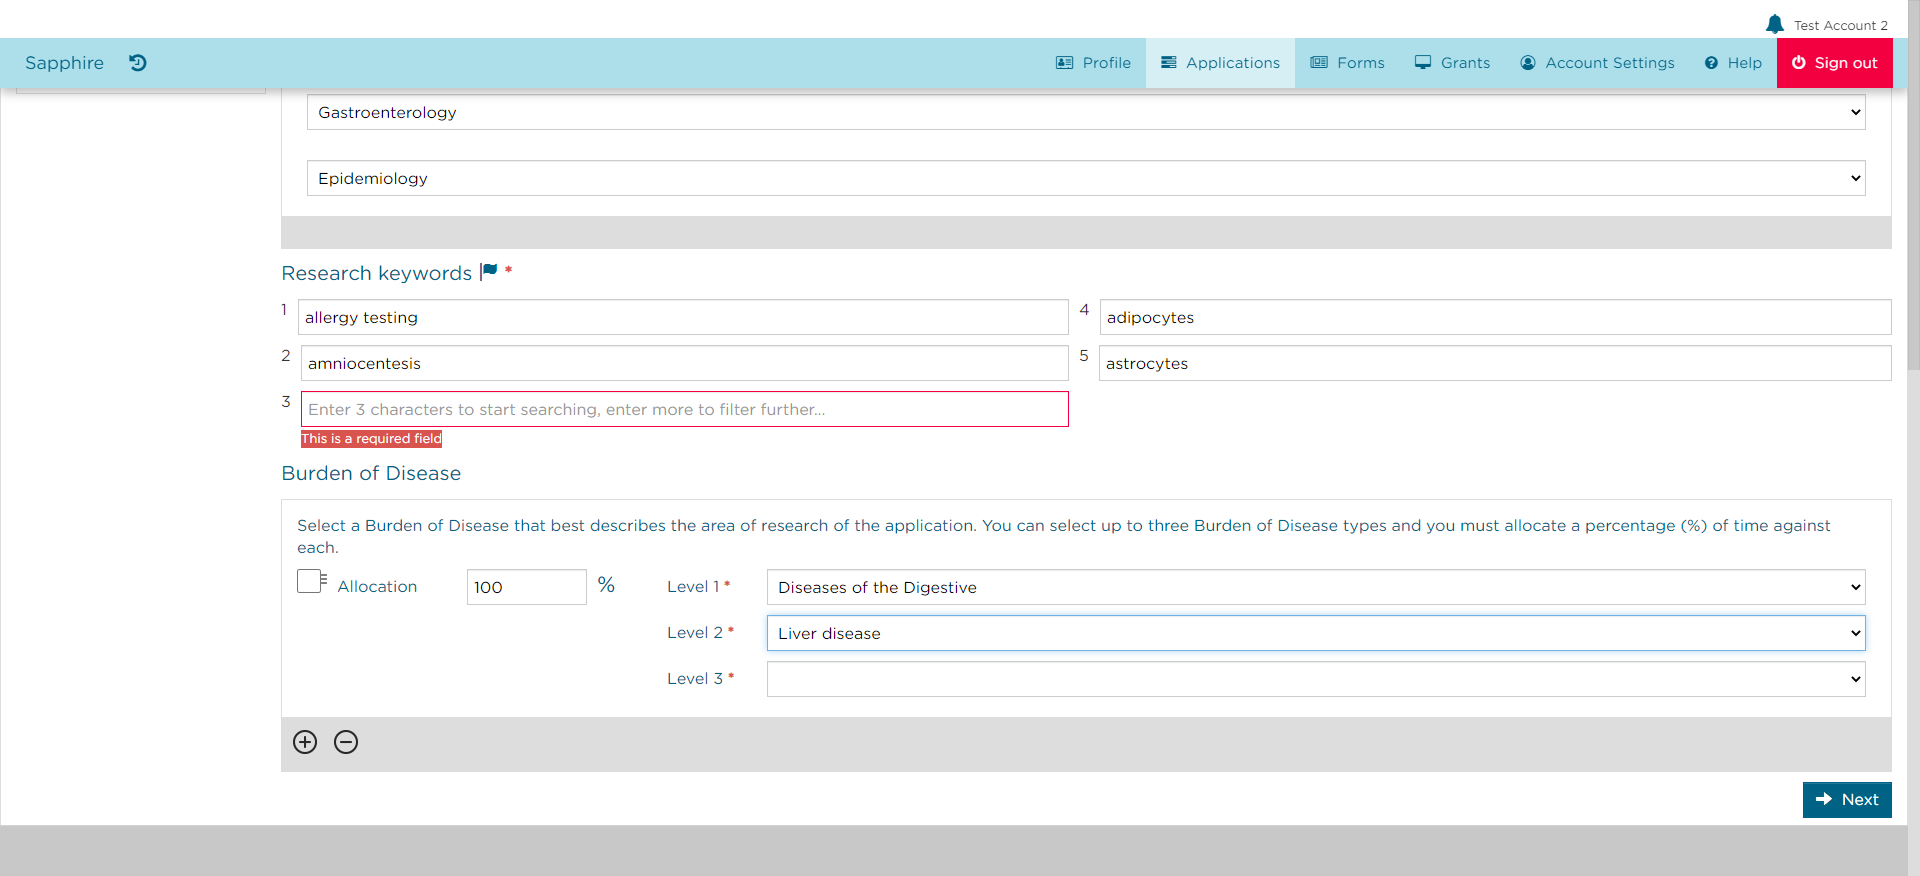 Test Account 2
Sapphire Profile Applications Forms Grants Account Settings Help Sign out
Gastroenterology
Epidemiology
Research keywords *
1 allergy testing
4 adipocytes
2 amniocentesis
5 astrocytes
3 Enter 3 characters to start searching, enter more to filter further...
This is a required field
Burden of Disease
Select a Burden of Disease that best describes the area of research of the application. You can select up to three Burden of Disease types and you must allocate a percentage (%) of time against
each.
Allocation 100 % Level 1 * Diseases of the Digestive
Level 2 * Liver disease
Level 3 *
Next